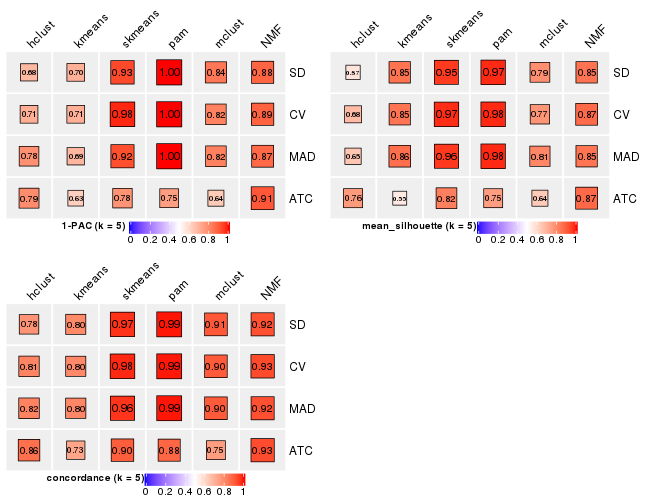 hclust kmeans skmeans pam mclust NMF
0.68 0.70 0.93 1.00 0.84 0.88 SD
0.71 0.71 0.98 1.00 0.82 0.89 CV
0.78 0.69 0.92 1.00 0.82 0.87 MAD
0.79 0.63 0.78 0.75 0.64 0.91 ATC
1-PAC (k = 5)
0 0.2 0.4 0.6 0.8 1
hclust kmeans skmeans pam mclust NMF
0.57 0.85 0.95 0.97 0.79 0.85 SD
0.68 0.85 0.97 0.98 0.77 0.87 CV
0.65 0.86 0.96 0.98 0.81 0.85 MAD
0.76 0.55 0.82 0.75 0.64 0.87 ATC
mean_silhouette (k = 5)
0 0.2 0.4 0.6 0.8 1
hclust kmeans skmeans pam mclust NMF
0.78 0.80 0.97 0.99 0.91 0.92 SD
0.81 0.80 0.98 0.99 0.90 0.93 CV
0.82 0.80 0.96 0.99 0.90 0.92 MAD
0.86 0.73 0.90 0.88 0.75 0.93 ATC
concordance (k = 5)
0 0.2 0.4 0.6 0.8 1